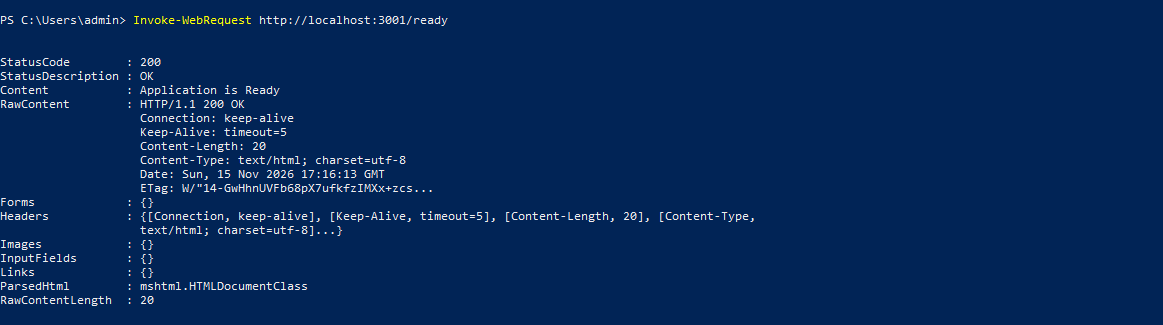 PS C:\Users\admin> Invoke-WebRequest http://localhost:3001/ready
StatusCode        : 200
StatusDescription : OK
Content           : Application is Ready
RawContent        : HTTP/1.1 200 OK
                    Connection: keep-alive
                    Keep-Alive: timeout=5
                    Content-Length: 20
                    Content-Type: text/html; charset=utf-8
                    Date: Sun, 15 Nov 2026 17:16:13 GMT
                    ETag: W/"14-GwHhnUVFb68pX7ufkfzIMXx+zcs...
Forms             : {}
Headers           : {[Connection, keep-alive], [Keep-Alive, timeout=5], [Content-Length, 20], [Content-Type,
                    text/html; charset=utf-8]...}
Images            : {}
InputFields       : {}
Links             : {}
ParsedHtml        : mshtml.HTMLDocumentClass
RawContentLength  : 20